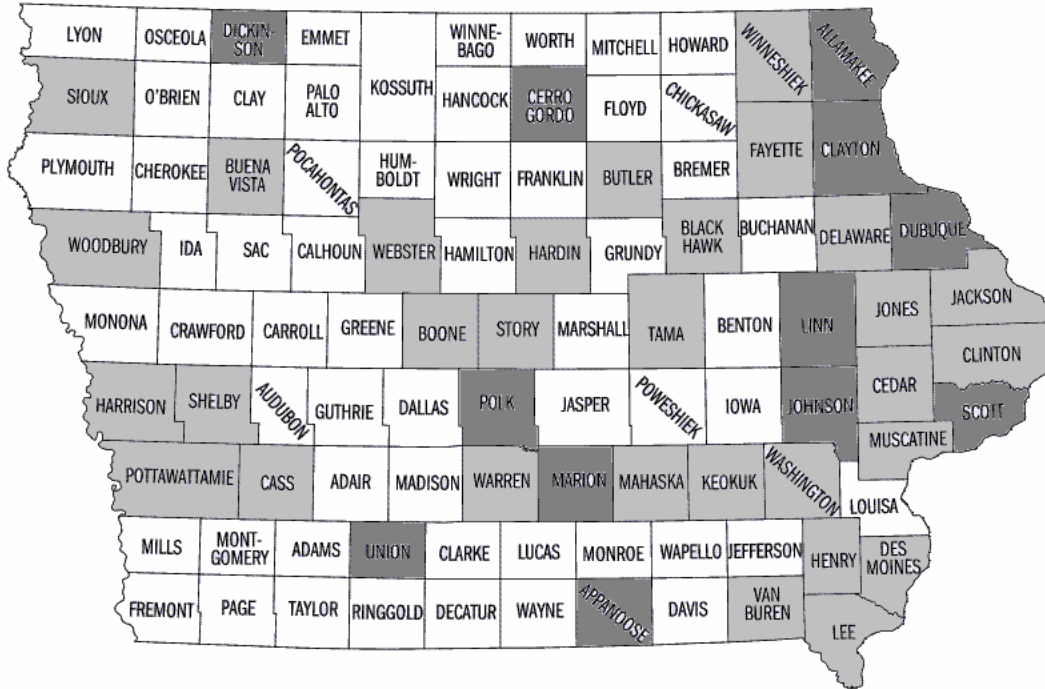 LYON
OSCEOLA
DICKIN-
SON
EMMET
WINNE-
BAGO
WORTH
MITCHELL
HOWARD
WINNESHIEK
ALLAMAKEE
SIOUX
O'BRIEN
CLAY
PALO
ALTO
KOSSUTH
HANCOCK
CERRO
GORDO
FLOYD
CHICKASAW
FAYETTE
CLAYTON
PLYMOUTH
CHEROKEE
BUENA
VISTA
POCAHONTAS
HUM-
BOLDT
WRIGHT
FRANKLIN
BUTLER
BREMER
WOODBURY
IDA
SAC
CALHOUN
WEBSTER
HAMILTON
HARDIN
GRUNDY
BLACK
HAWK
BUCHANAN
DELAWARE
DUBUQUE
MONONA
CRAWFORD
CARROLL
GREENE
BOONE
STORY
MARSHALL
TAMA
BENTON
LINN
JONES
JACKSON
CLINTON
HARRISON
SHELBY
AUDUBON
GUTHRIE
DALLAS
POLK
JASPER
POWESHIEK
IOWA
JOHNSON
CEDAR
SCOTT
MUSCATINE
POTTAWATTAMIE
CASS
ADAIR
MADISON
WARREN
MARION
MAHASKA
KEOKUK
WASHINGTON
LOUISA
MILLS
MONT-
GOMERY
ADAMS
UNION
CLARKE
LUCAS
MONROE
WAPELLO
JEFFERSON
HENRY
DES
MOINES
FREMONT
PAGE
TAYLOR
RINGGOLD
DECATUR
WAYNE
APPANOOSE
DAVIS
VAN
BUREN
LEE